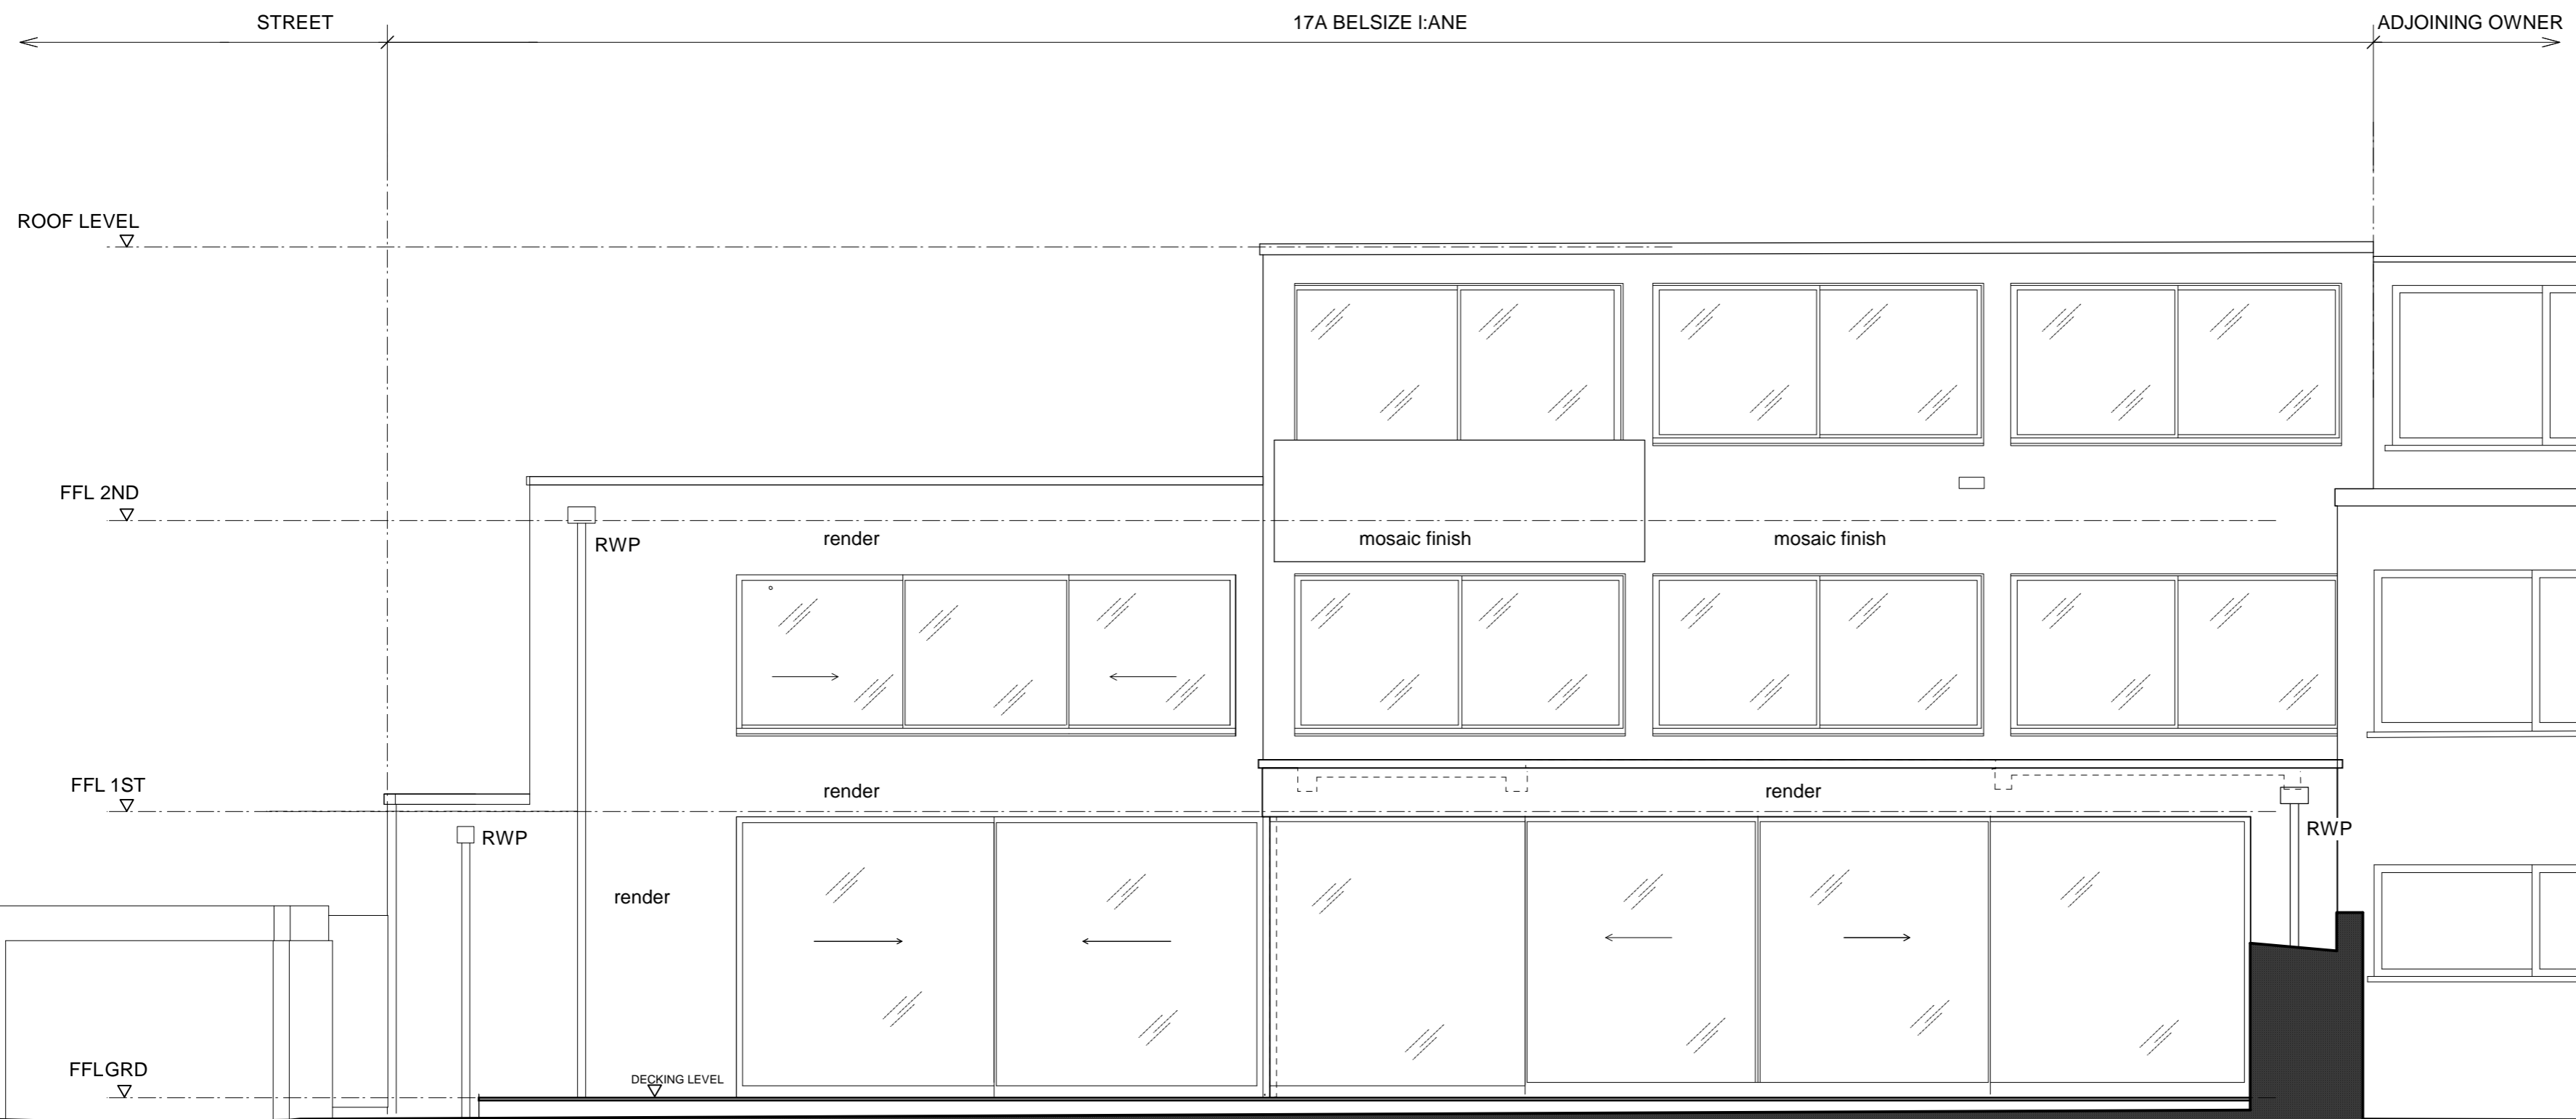 STREET
17A BELSIZE l:ANE
ADJOINING OWNER
ROOF LEVEL
FFL 2ND
RWP
render
mosaic finish
mosaic finish
FFL 1ST
render
render
RWP
RWP
render
FFLGRD
DECKING LEVEL